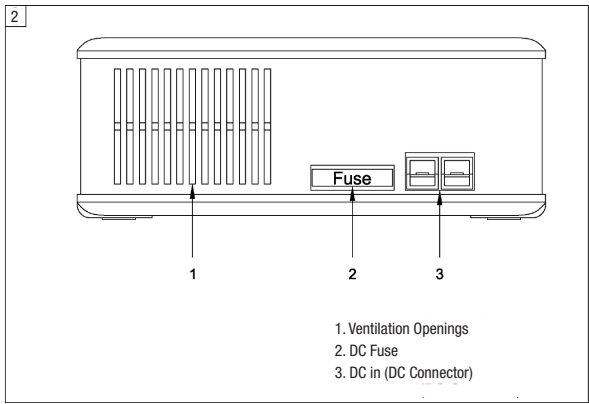 2
Fuse
1 2 3
1. Ventilation Openings
2. DC Fuse
3. DC in (DC Connector)